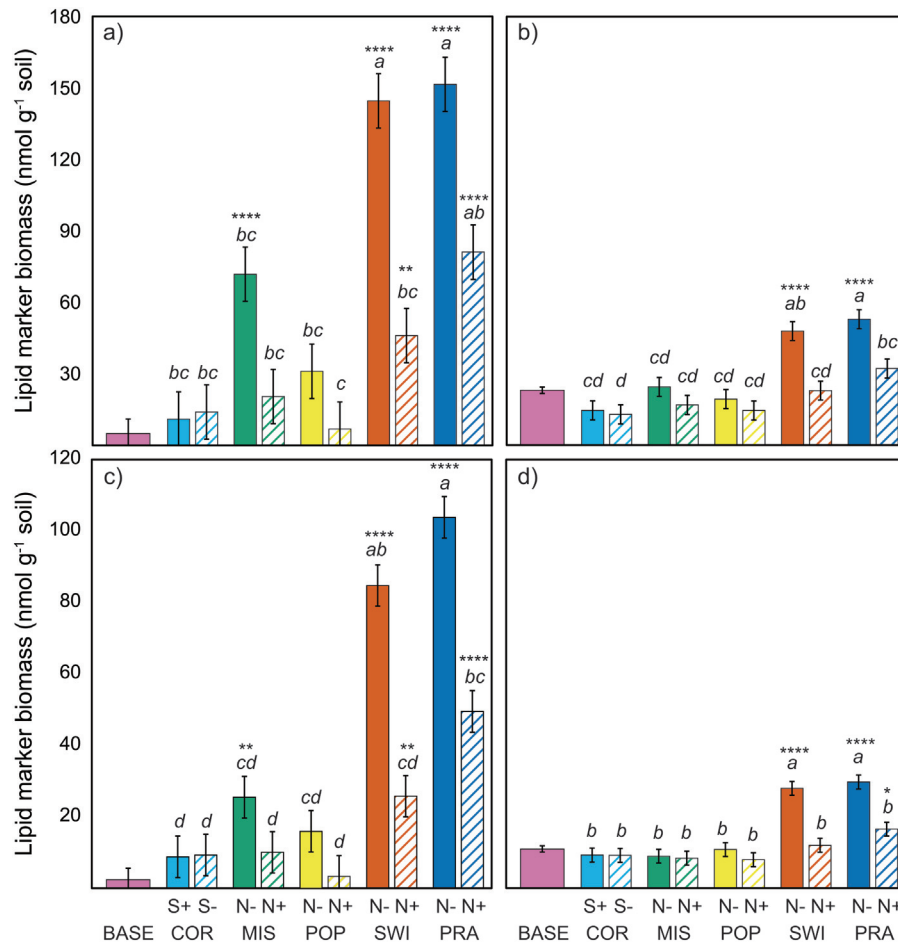 180
a)
b)
**** 
****
a
a
150
Lipid marker biomass (nmol g⁻¹ soil)
120
****
****
ab
90
bc
**
bc
****
60
****
a
bc
bc
ab
bc
bc bc
c
cd
cd
cd
cd
30
cd d
cd
cd
120
c)
d)
****
a
100
****
ab
Lipid marker biomass (nmol g⁻¹ soil)
80
60
****
bc
40
**
**
****
****
cd
cd
cd
a
a
*
d d
d
d
b
20
b b
b b
b b
b
S+ S- N- N+ N- N+ N- N+ N- N+
S+ S- N- N+ N- N+ N- N+ N- N+
BASE COR MIS POP SWI PRA
BASE COR MIS POP SWI PRA